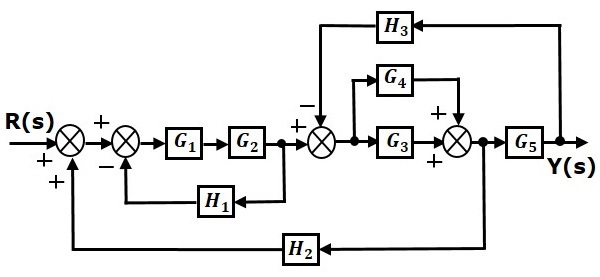 H3
−
G4
R(s)
+
+
+
G1
G2
G3
G5
+
−
+
+
Y(s)
H1
H2